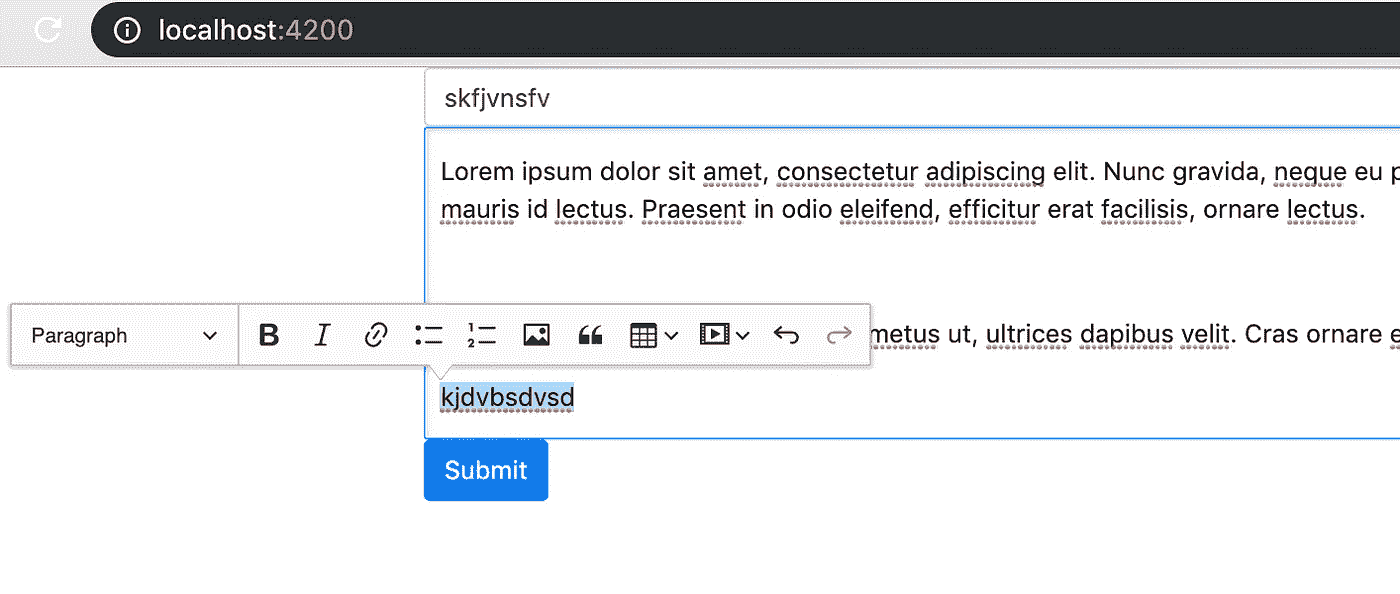 localhost:4200
skfjvnsfv
Lorem ipsum dolor sit amet, consectetur adipiscing elit. Nunc gravida, neque eu
mauris id lectus. Praesent in odio eleifend, efficitur erat facilisis, ornare lectus.
Paragraph B I
metus ut, ultrices dapibus velit. Cras ornare
kjdvbsdvsd
Submit